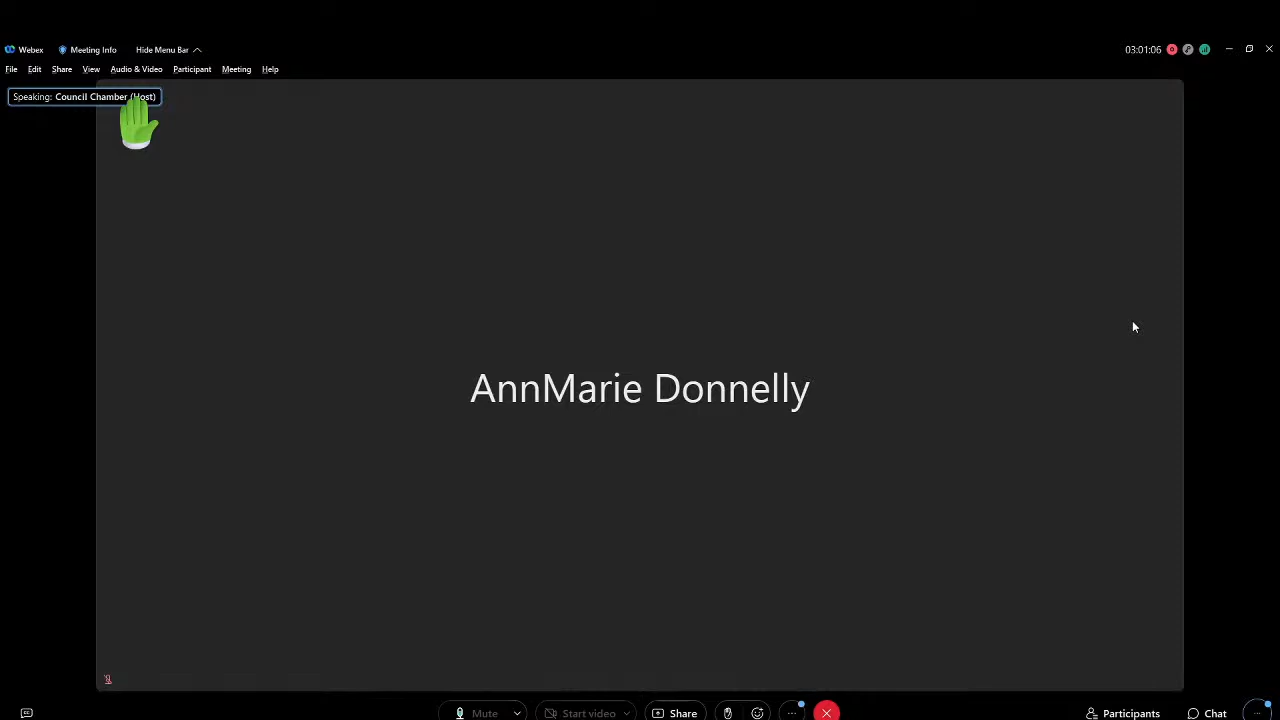 Webex Meeting Info Hide Menu Bar 03:01:06
File Edit Share View Audio & Video Participant Meeting Help
Speaking: Council Chamber (Host)
AnnMarie Donnelly
Mute Start video Share Participants Chat